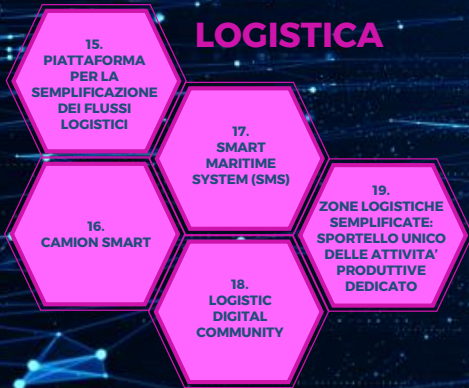 LOGISTICA
15.
PIATTAFORMA
PER LA
SEMPLIFICAZIONE
DEI FLUSSI
LOGISTICI
16.
CAMION SMART
17.
SMART
MARITIME
SYSTEM (SMS)
18.
LOGISTIC
DIGITAL
COMMUNITY
19.
ZONE LOGISTICHE
SEMPLIFICATE:
SPORTELLO UNICO
DELLE ATTIVITA’
PRODUTTIVE
DEDICATO